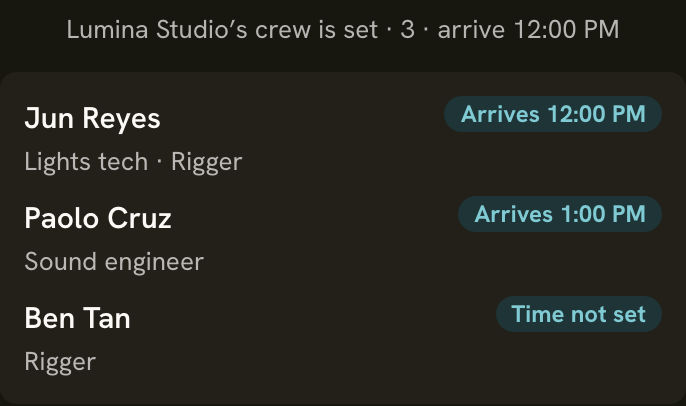 Lumina Studio’s crew is set · 3 · arrive 12:00 PM
Jun Reyes
Arrives 12:00 PM
Lights tech · Rigger
Paolo Cruz
Arrives 1:00 PM
Sound engineer
Ben Tan
Time not set
Rigger